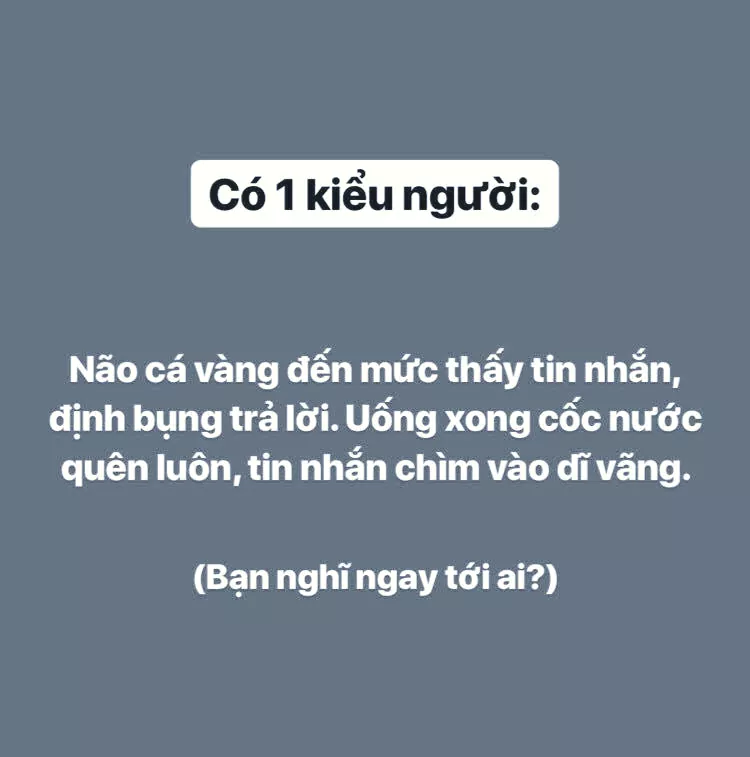 Có 1 kiểu người:
Não cá vàng đến mức thấy tin nhắn,
định bụng trả lời. Uống xong cốc nước
quên luôn, tin nhắn chìm vào dĩ vãng.
(Bạn nghĩ ngay tới ai?)